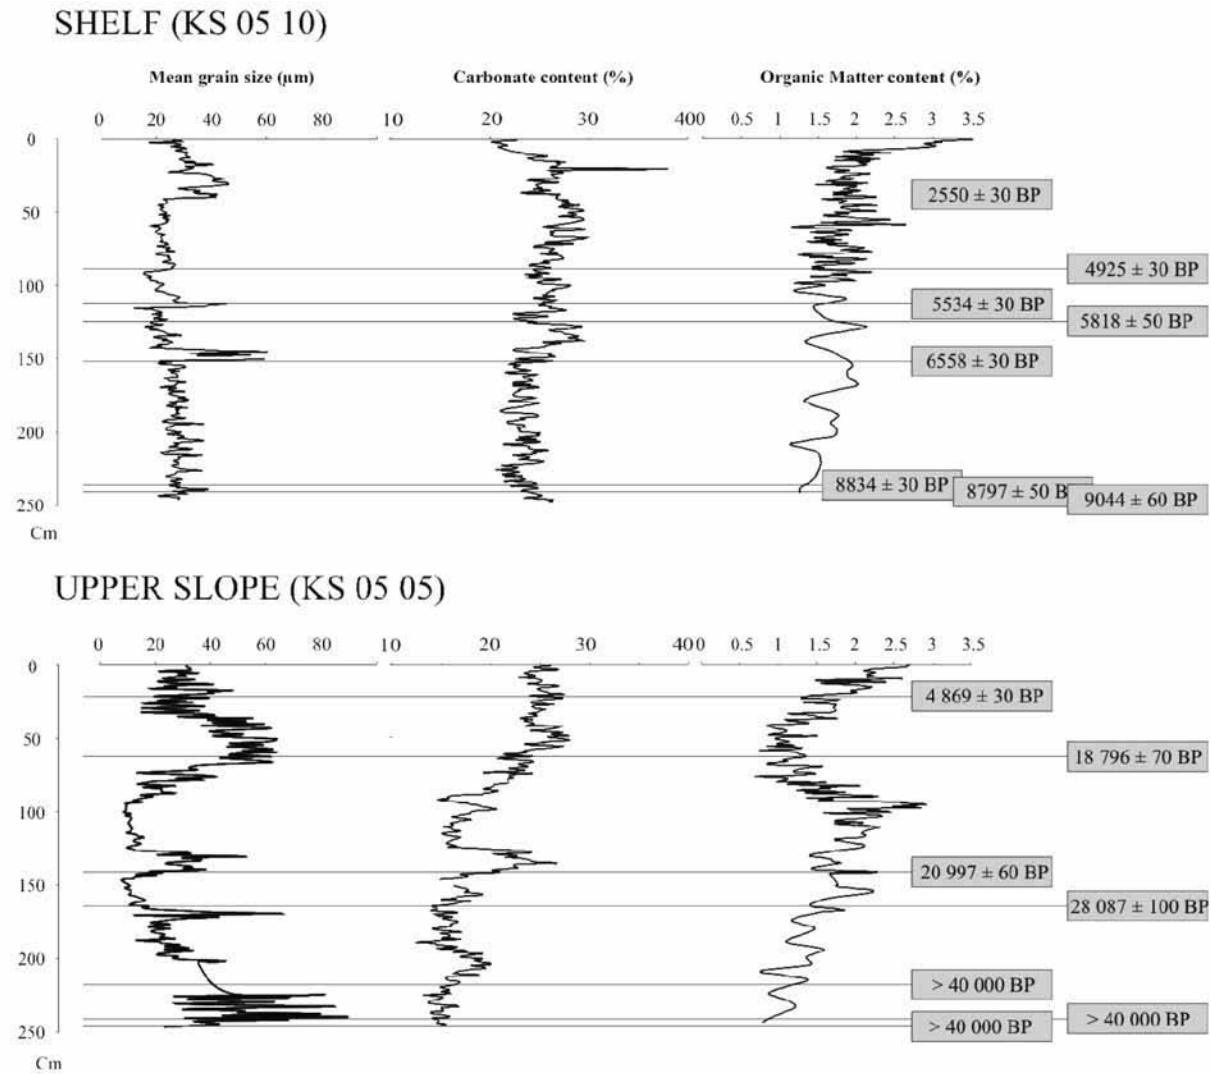 SHELF (KS 05 10)
Mean grain size (µm) Carbonate content (%) Organic Matter content (%)
0 20 40 60 80 10 20 30 40 0 0.5 1 1.5 2 2.5 3 3.5
0
2550 ± 30 BP
50
4925 ± 30 BP
100
5534 ± 30 BP
5818 ± 50 BP
150
6558 ± 30 BP
200
8834 ± 30 BP 8797 ± 50 B 9044 ± 60 BP
250
Cm
UPPER SLOPE (KS 05 05)
0 20 40 60 80 10 20 30 40 0 0.5 1 1.5 2 2.5 3 3.5
0
4 869 ± 30 BP
50
18 796 ± 70 BP
100
20 997 ± 60 BP
150
28 087 ± 100 BP
200
> 40 000 BP
> 40 000 BP
> 40 000 BP
250
Cm